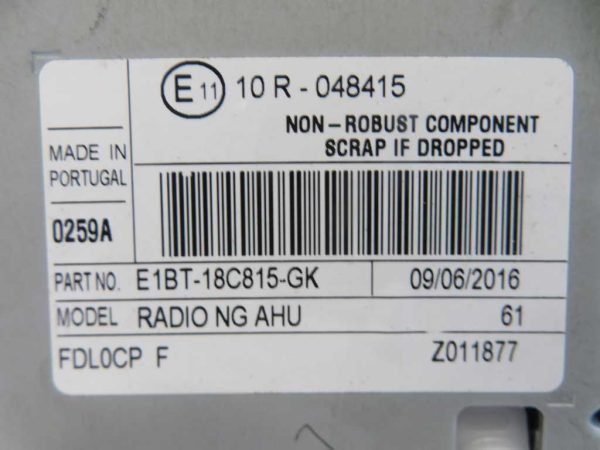 E 11 10 R - 048415
NON - ROBUST COMPONENT
SCRAP IF DROPPED
MADE IN
PORTUGAL
0259A
PART NO. E1BT-18C815-GK 09/06/2016
MODEL RADIO NG AHU 61
FDL0CP F Z011877